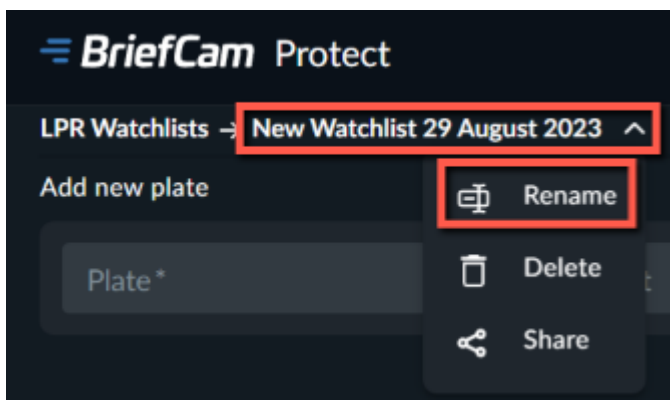 BriefCam Protect
LPR Watchlists → New Watchlist 29 August 2023
Add new plate
Rename
Plate*
Delete
Share